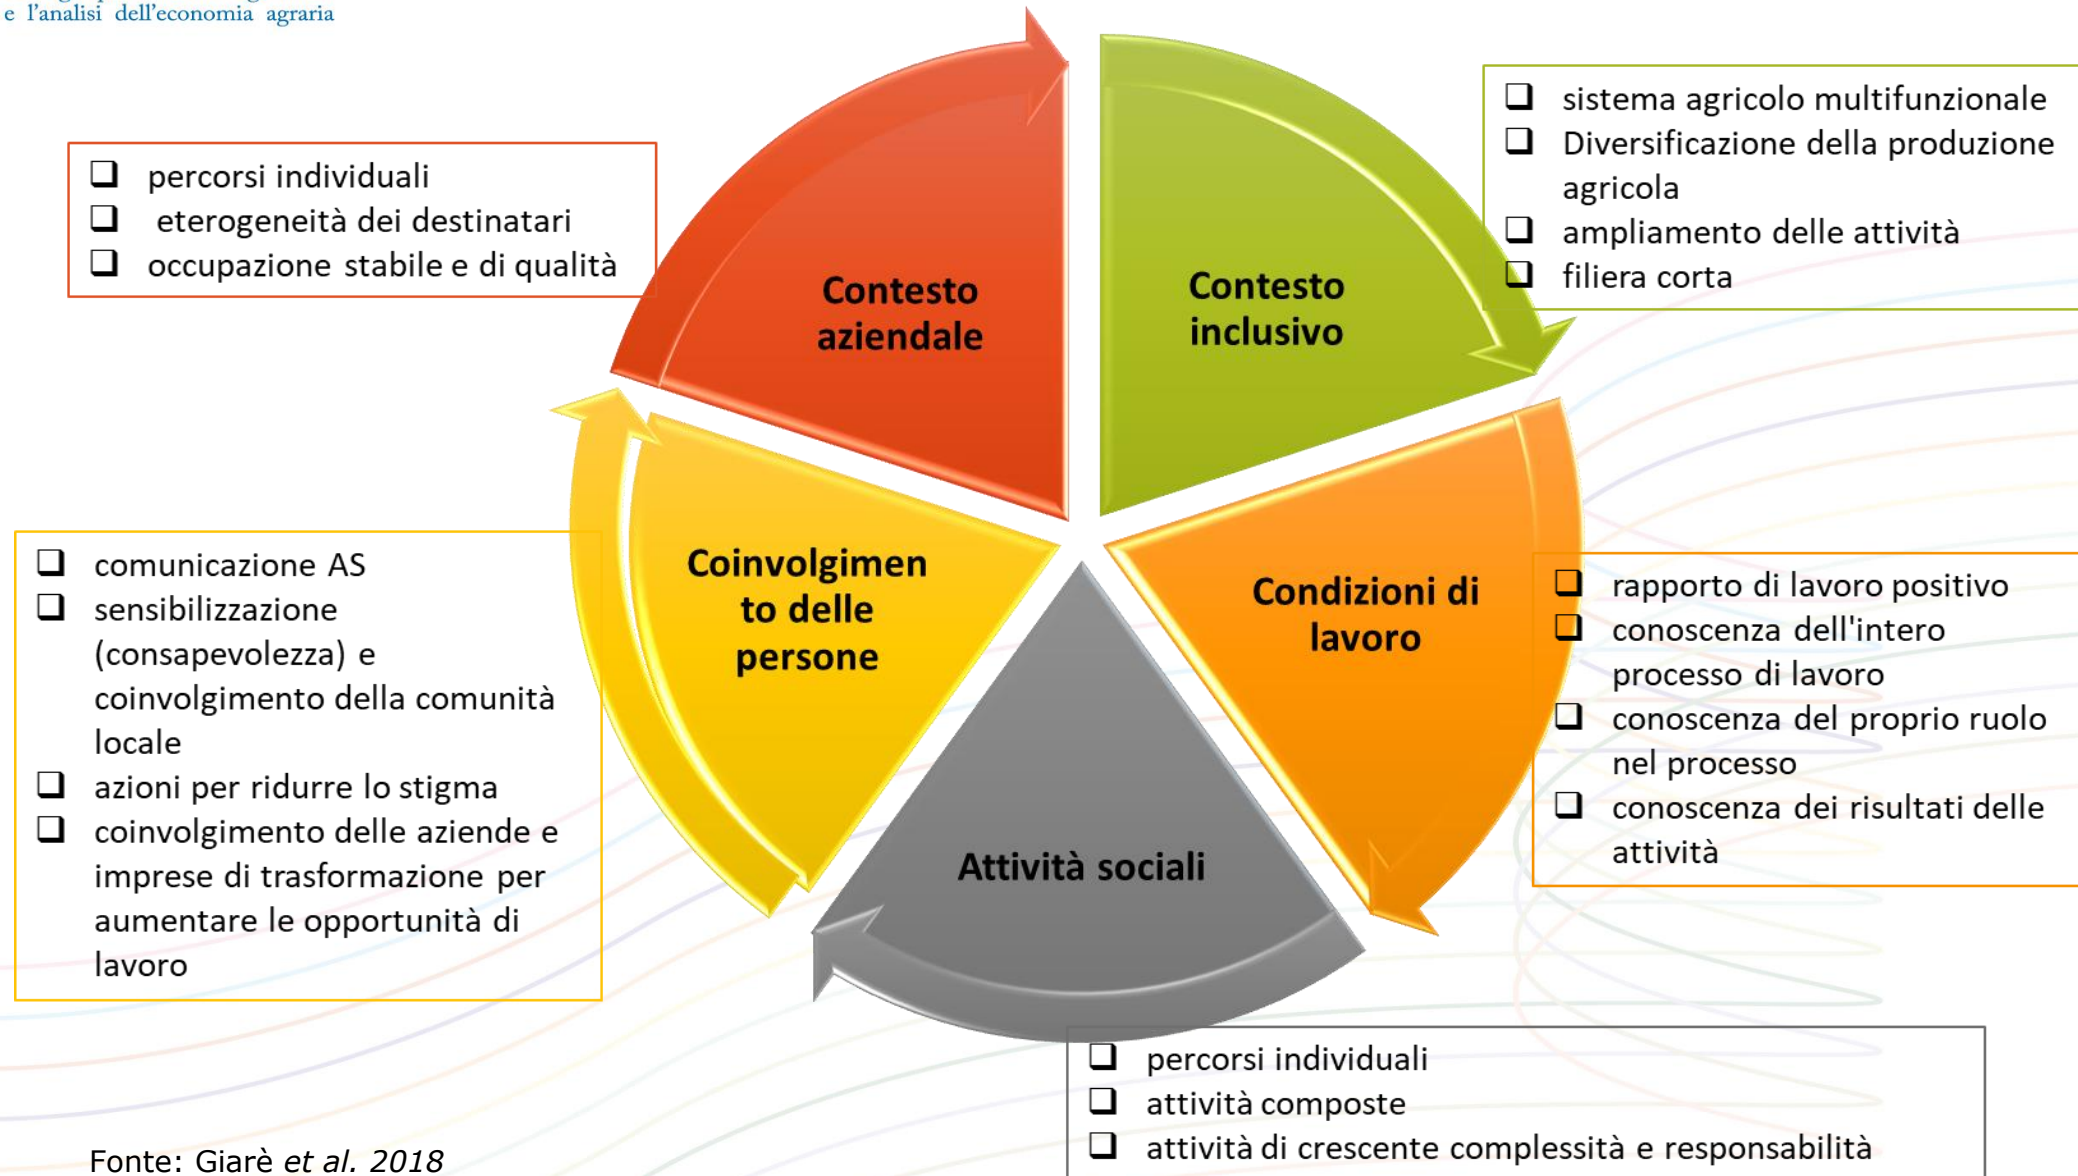 e l'analisi dell'economia agraria
❑ percorsi individuali
❑ eterogeneità dei destinatari
❑ occupazione stabile e di qualità
Contesto
aziendale
Contesto
inclusivo
❑ sistema agricolo multifunzionale
❑ Diversificazione della produzione
agricola
❑ ampliamento delle attività
❑ filiera corta
❑ comunicazione AS
❑ sensibilizzazione
(consapevolezza) e
coinvolgimento della comunità
locale
❑ azioni per ridurre lo stigma
❑ coinvolgimento delle aziende e
imprese di trasformazione per
aumentare le opportunità di
lavoro
Coinvolgimen
to delle
persone
Condizioni di
lavoro
❑ rapporto di lavoro positivo
❑ conoscenza dell'intero
processo di lavoro
❑ conoscenza del proprio ruolo
nel processo
❑ conoscenza dei risultati delle
attività
Attività sociali
❑ percorsi individuali
❑ attività composte
❑ attività di crescente complessità e responsabilità
Fonte: Giarè et al. 2018